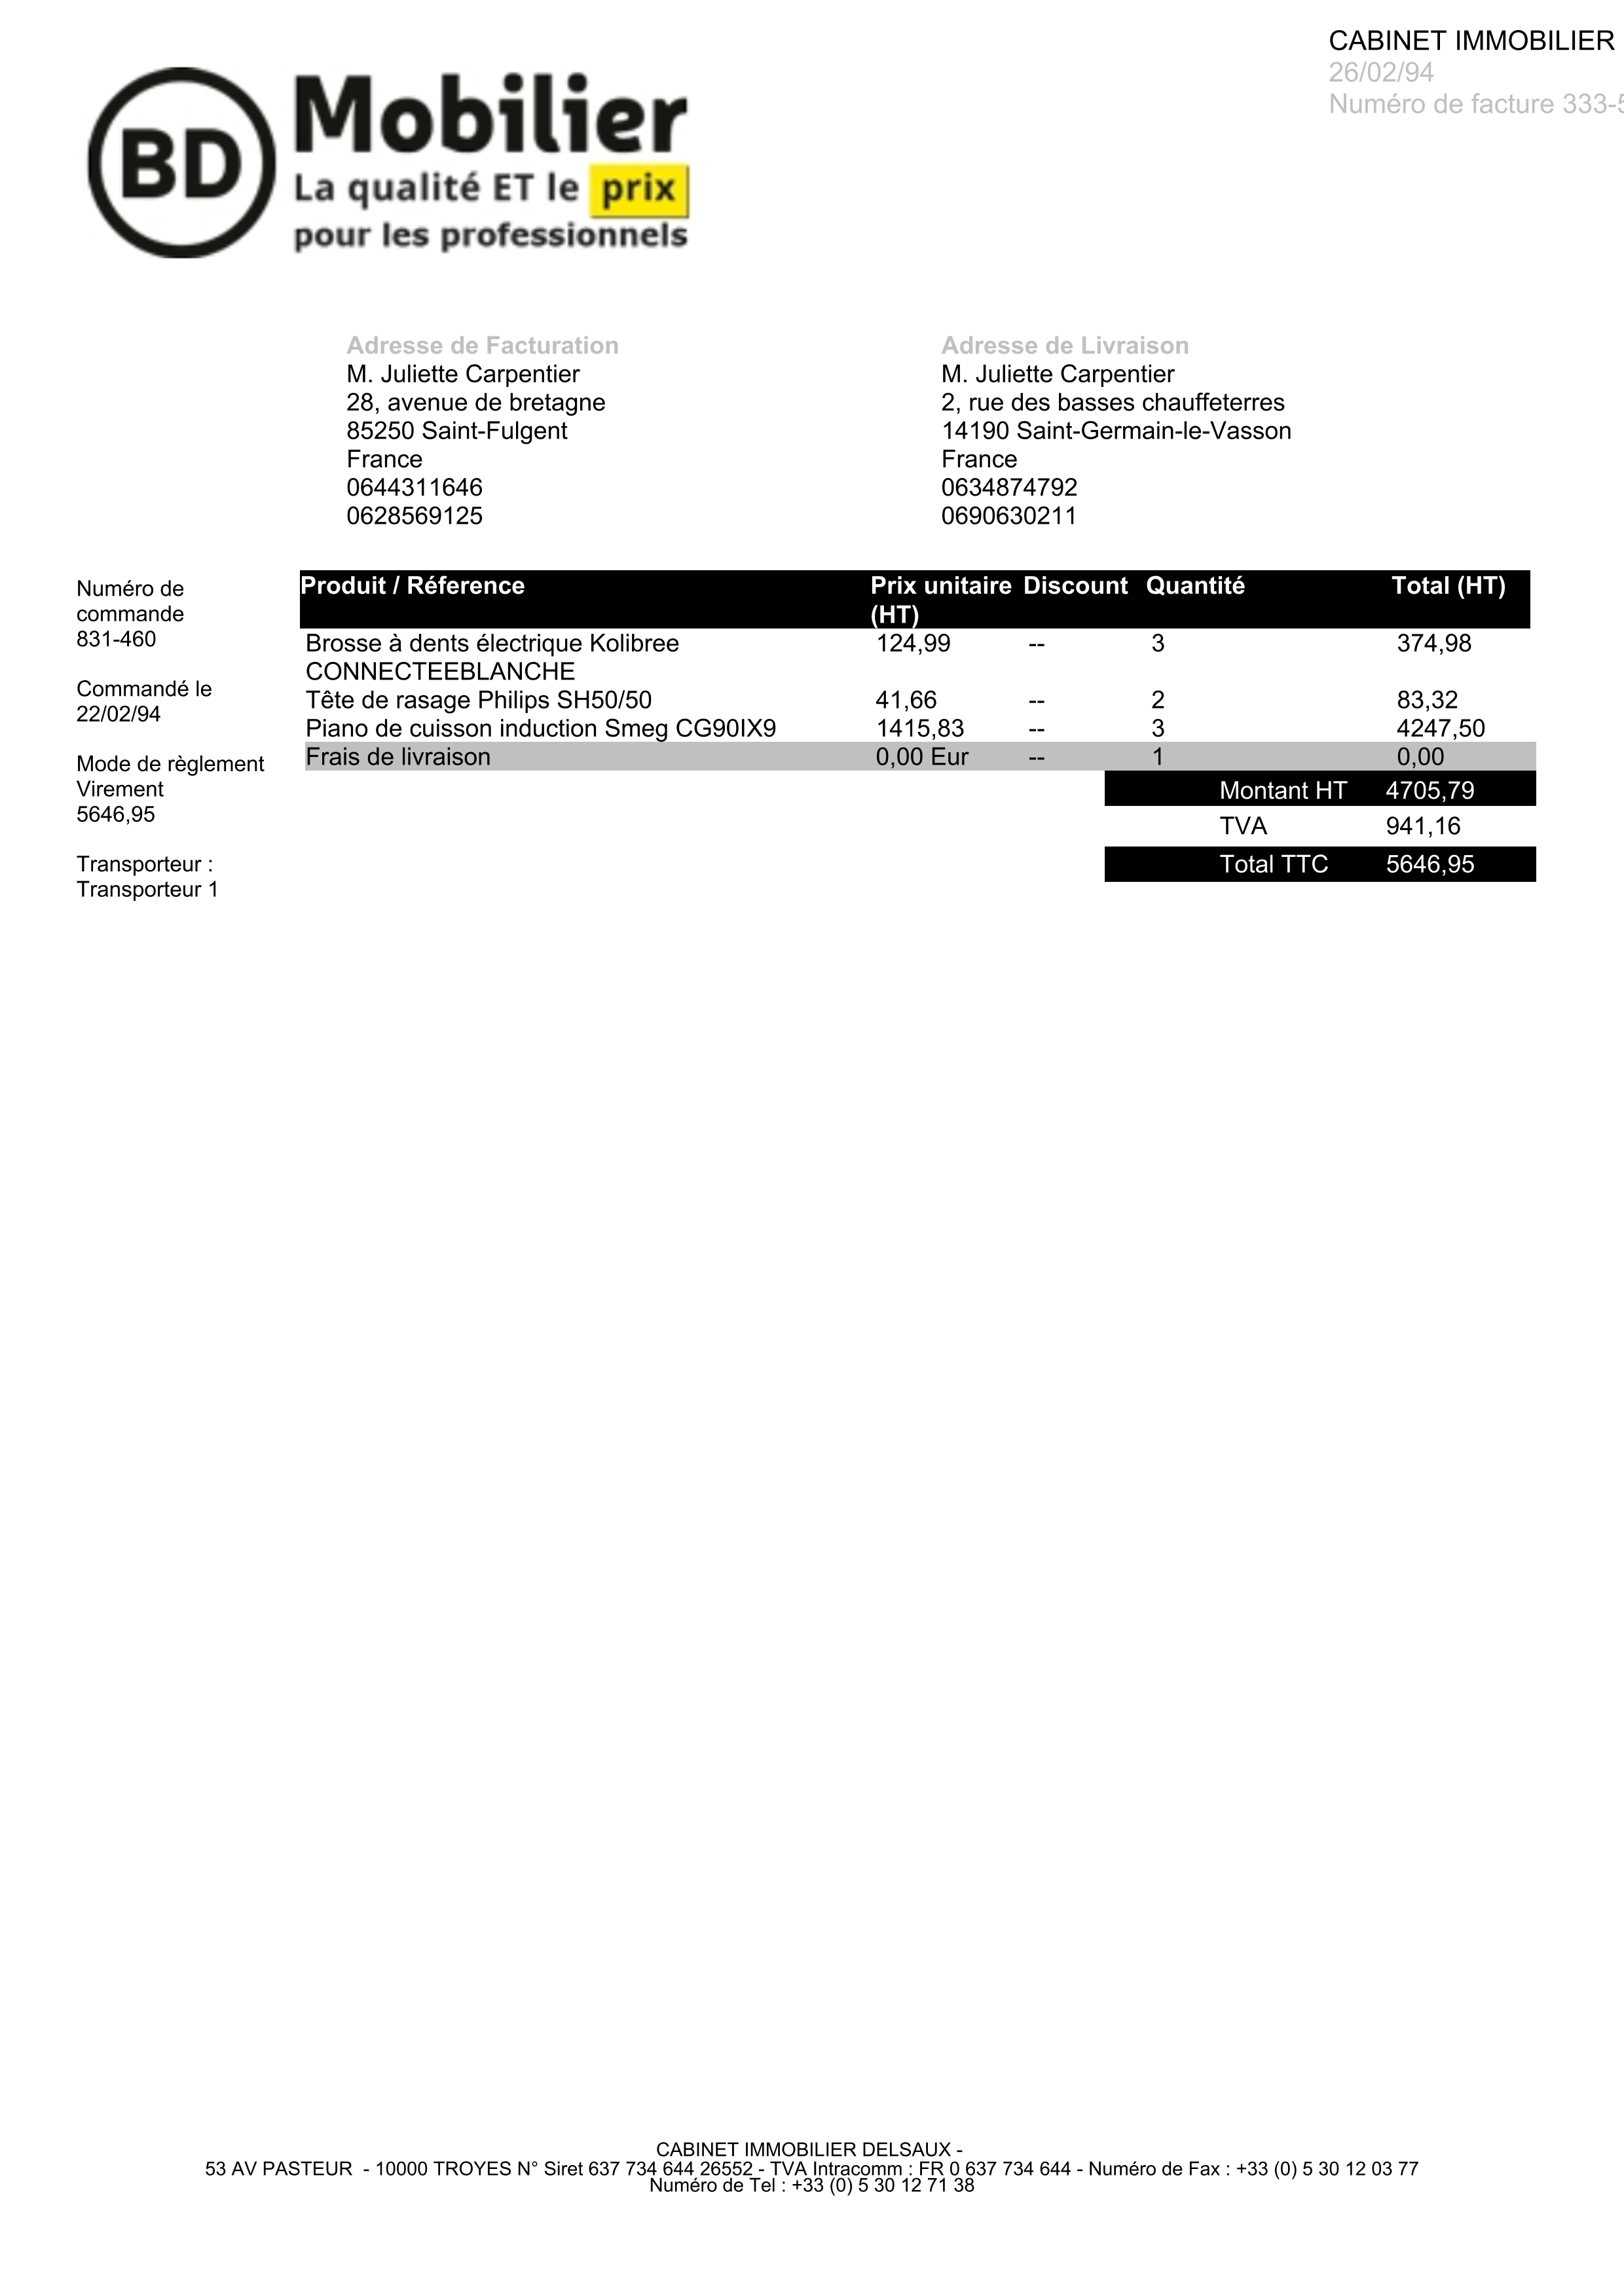 CABINET IMMOBILIER
26/02/94
Numéro de facture 333-5
BD
Mobilier
La qualité ET le prix
pour les professionnels
Adresse de Facturation
M. Juliette Carpentier
28, avenue de bretagne
85250 Saint-Fulgent
France
0644311646
0628569125
Adresse de Livraison
M. Juliette Carpentier
2, rue des basses chauffeterres
14190 Saint-Germain-le-Vasson
France
0634874792
0690630211
Numéro de
commande
831-460
Commandé le
22/02/94
Mode de règlement
Virement
5646,95
Transporteur :
Transporteur 1
Produit / Réference Prix unitaire (HT) Discount Quantité Total (HT)
Brosse à dents électrique Kolibree 124,99 -- 3 374,98
CONNECTEEBLANCHE
Tête de rasage Philips SH50/50 41,66 -- 2 83,32
Piano de cuisson induction Smeg CG90IX9 1415,83 -- 3 4247,50
Frais de livraison 0,00 Eur -- 1 0,00
Montant HT 4705,79
TVA 941,16
Total TTC 5646,95
CABINET IMMOBILIER DELSAUX -
53 AV PASTEUR - 10000 TROYES N° Siret 637 734 644 26552 - TVA Intracomm : FR 0 637 734 644 - Numéro de Fax : +33 (0) 5 30 12 03 77
Numéro de Tel : +33 (0) 5 30 12 71 38